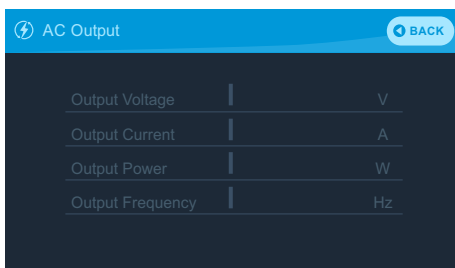 AC Output
BACK
Output Voltage V
Output Current A
Output Power W
Output Frequency Hz